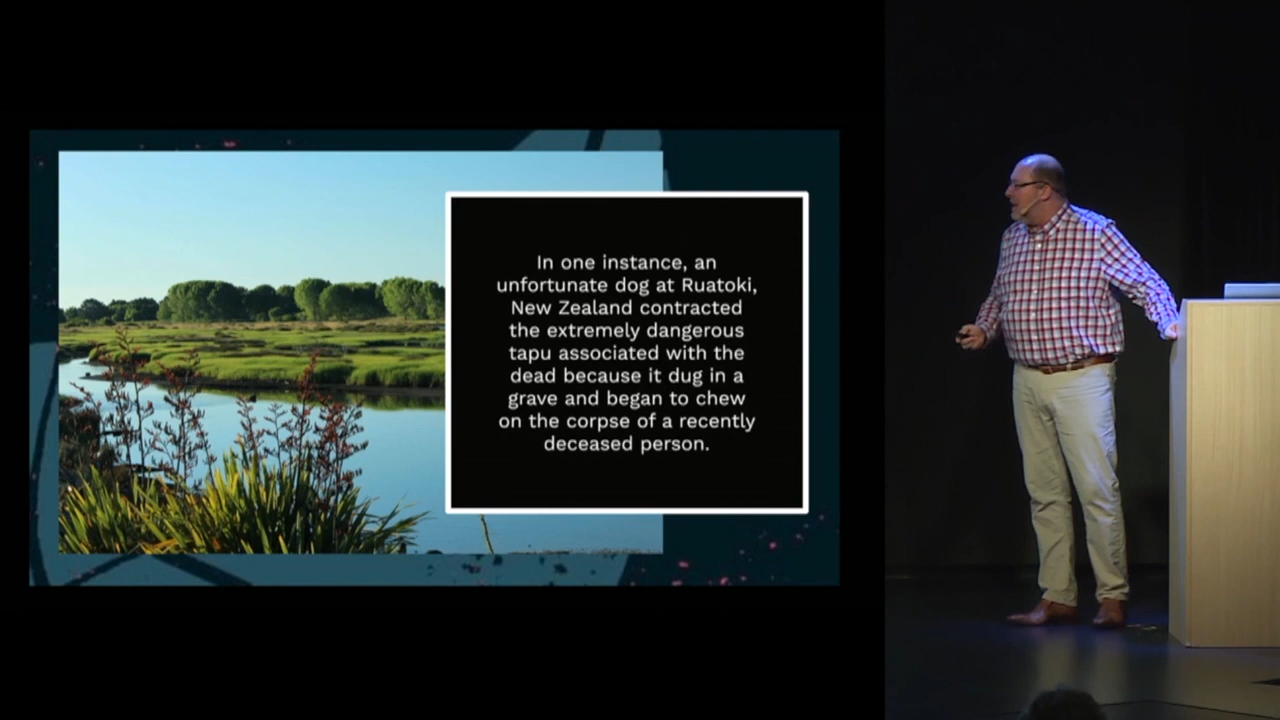 In one instance, an
unfortunate dog at Ruatoki,
New Zealand contracted
the extremely dangerous
tapu associated with the
dead because it dug in a
grave and began to chew
on the corpse of a recently
deceased person.